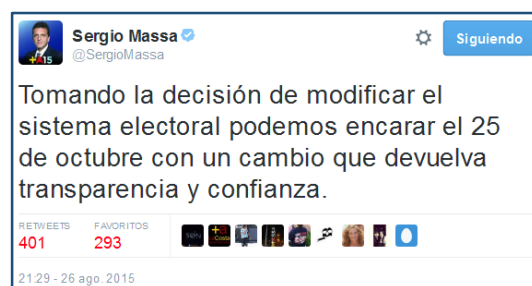 Sergio Massa
@SergioMassa
Siguiendo
Tomando la decisión de modificar el
sistema electoral podemos encarar el 25
de octubre con un cambio que devuelva
transparencia y confianza.
RETWEETS
401
FAVORITOS
293
21:29 - 26 ago. 2015